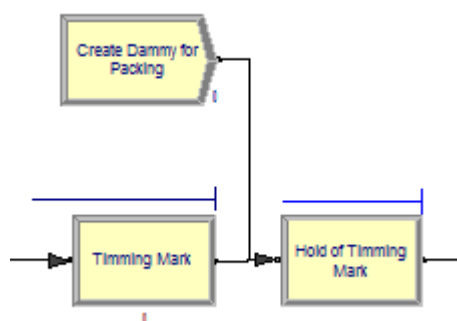 Create Dammy for
Packing
Timming Mark
Hold of Timming
Mark